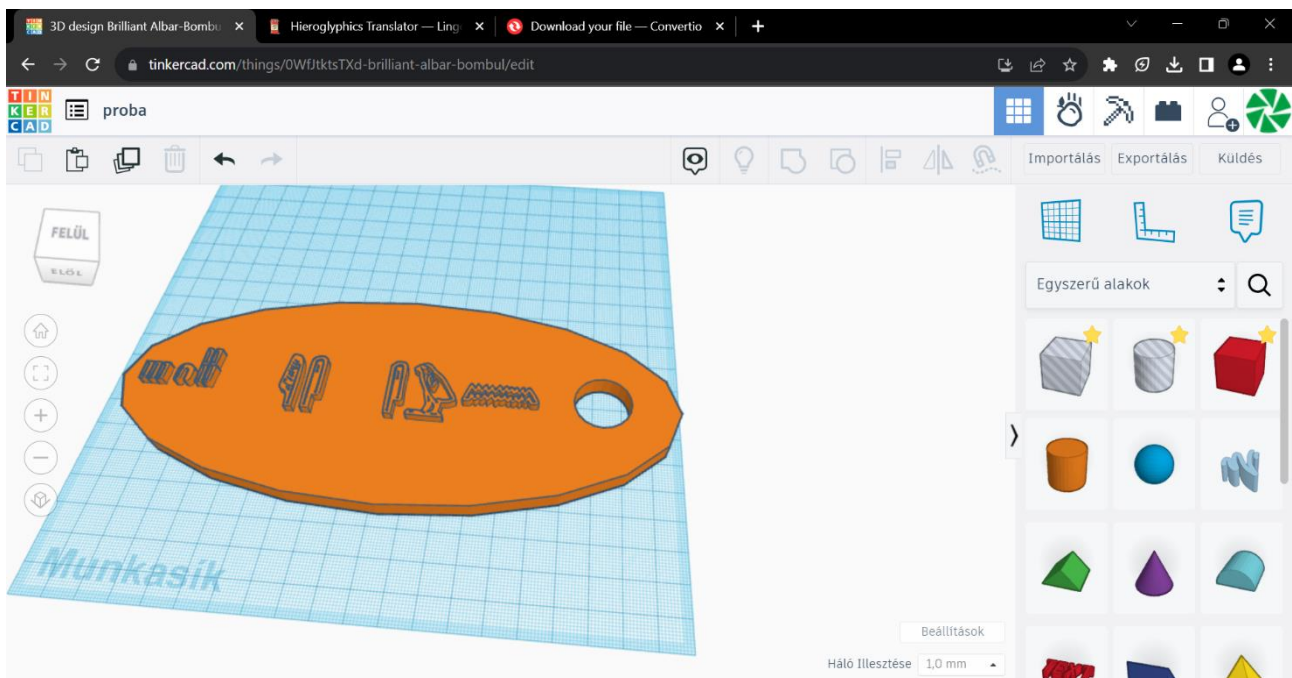 3D design Brilliant Albar-Bombu
Hieroglyphics Translator — Ling
Download your file — Convertio
tinkercad.com/things/0WfJtktsTXd-brilliant-albar-bombul/edit
TIN
KER
CAD
proba
Importálás Exportálás Küldés
FELÜL
ELÖL
Egyszerű alakok
Munkasík
Beállítások
Háló Illesztése 1,0 mm